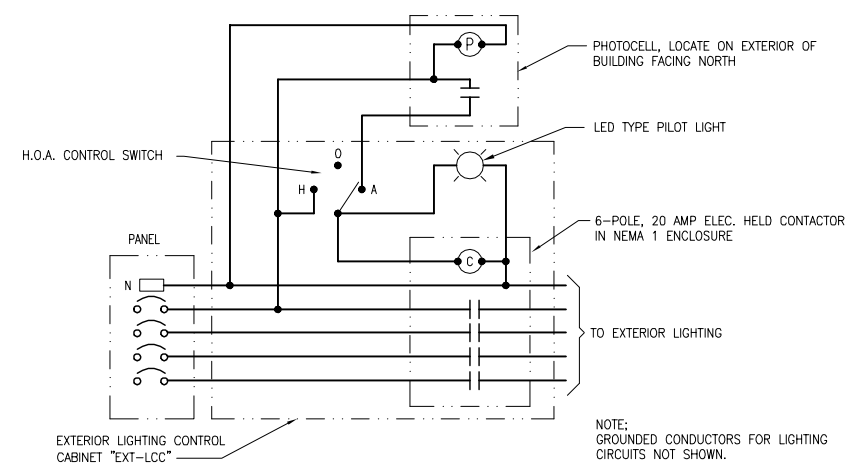 P
PHOTOCELL, LOCATE ON EXTERIOR OF
BUILDING FACING NORTH
LED TYPE PILOT LIGHT
H.O.A. CONTROL SWITCH
O
H
A
6-POLE, 20 AMP ELEC. HELD CONTACTOR
IN NEMA 1 ENCLOSURE
PANEL
C
N
TO EXTERIOR LIGHTING
NOTE;
GROUNDED CONDUCTORS FOR LIGHTING
CIRCUITS NOT SHOWN.
EXTERIOR LIGHTING CONTROL
CABINET "EXT-LCC"